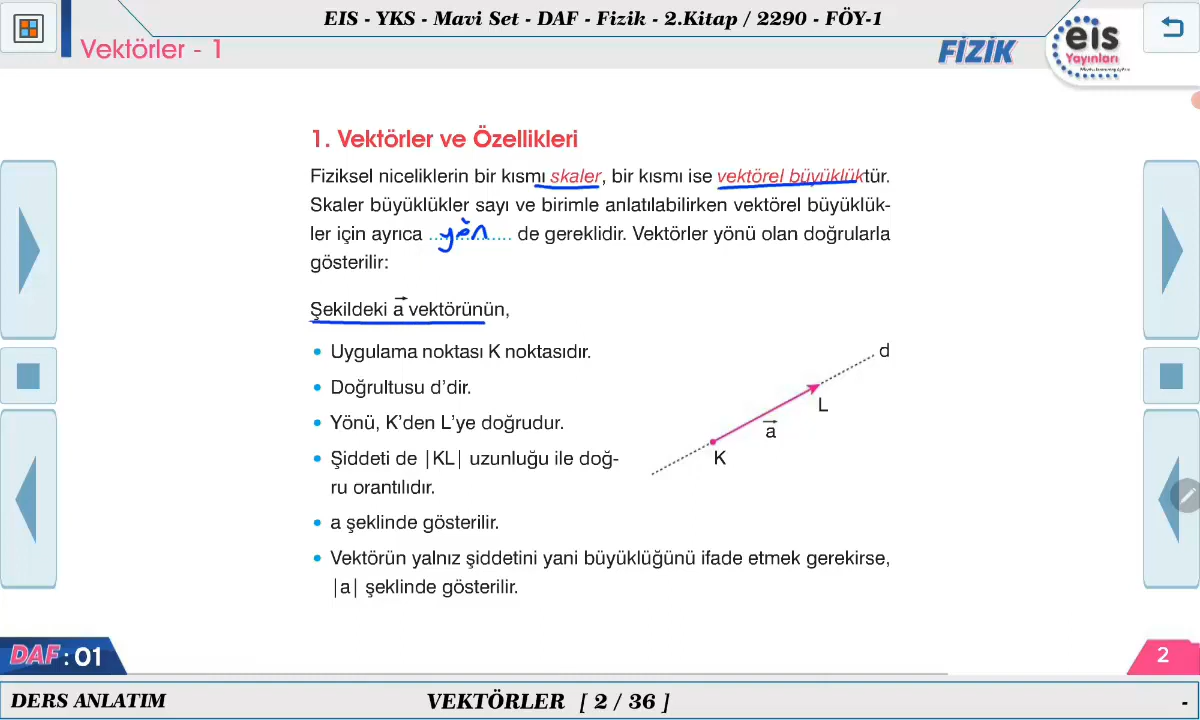 EIS - YKS - Mavi Set - DAF - Fizik - 2.Kitap / 2290 - FÖY-1
Vektörler - 1
FİZİK
eis
Yayınları
1. Vektörler ve Özellikleri
Fiziksel niceliklerin bir kısmı skaler, bir kısmı ise vektörel büyüklüktür.
Skaler büyüklükler sayı ve birimle anlatılabilirken vektörel büyüklük-
ler için ayrıca ...yön... de gereklidir. Vektörler yönü olan doğrularla
gösterilir:
Şekildeki a⃗ vektörünün,
• Uygulama noktası K noktasıdır.
• Doğrultusu d’dir.
• Yönü, K’den L’ye doğrudur.
• Şiddeti de |KL| uzunluğu ile doğ-
ru orantılıdır.
• a şeklinde gösterilir.
• Vektörün yalnız şiddetini yani büyüklüğünü ifade etmek gerekirse,
|a| şeklinde gösterilir.
d
L
a⃗
K
DAF : 01
2
DERS ANLATIM
VEKTÖRLER [ 2 / 36 ]
-